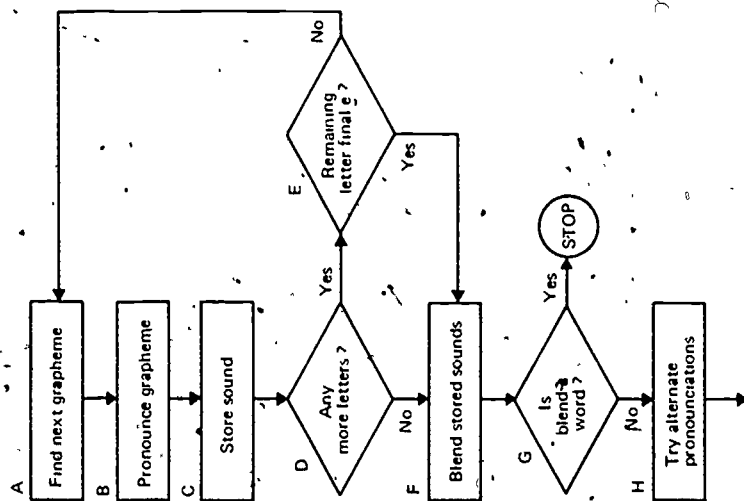 A
Find next grapheme
B
Pronounce grapheme
C
Store sound
D
Any
more letters ?
Yes
No
E
Remaining
letter final e ?
No
Yes
F
Blend stored sounds
G
Is
blend a
word ?
Yes
STOP
No
H
Try alternate
pronounciations